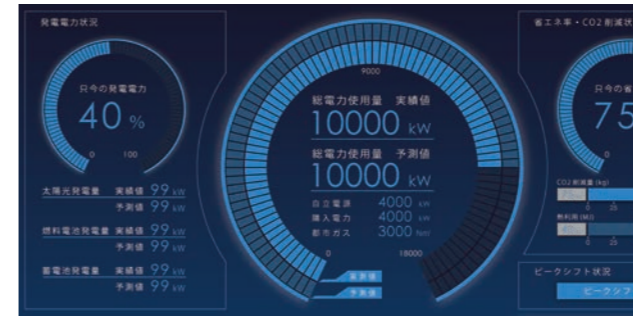 発電電力状況
只今の発電電力
40 %
0 100
太陽光発電量 実績値 99 kW
予測値 99 kW
燃料電池発電量 実績値 99 kW
予測値 99 kW
蓄電池発電量 実績値 99 kW
予測値 99 kW
9000
総電力使用量 実績値
10000 kW
総電力使用量 予測値
10000 kW
自立電源 4000 kW
購入電力 4000 kW
都市ガス 3000 Nm³
0 18000
実測値
予測値
省エネ率・CO2削減状
只今の省
75
0
CO2削減量 (kg)
0 25
熱利用 (MJ)
0 25
ピークシフト状況
ピークシフ